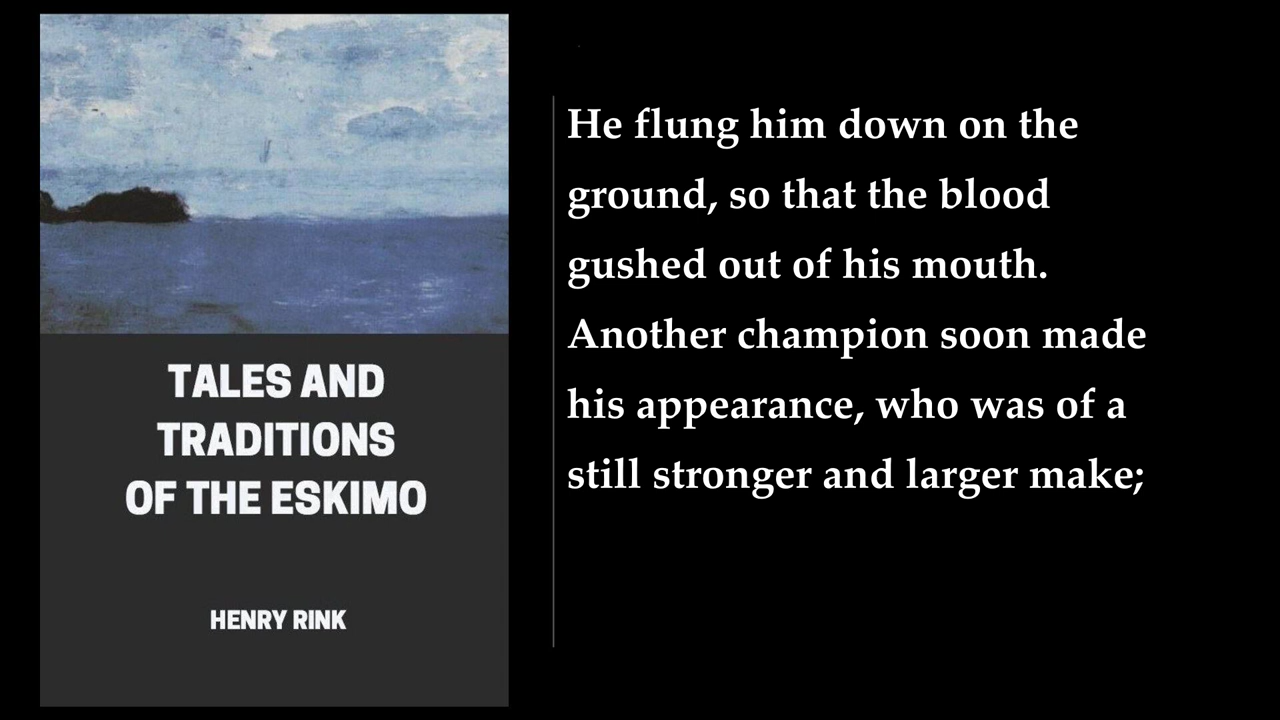 TALES AND
TRADITIONS
OF THE ESKIMO
HENRY RINK
He flung him down on the
ground, so that the blood
gushed out of his mouth.
Another champion soon made
his appearance, who was of a
still stronger and larger make;